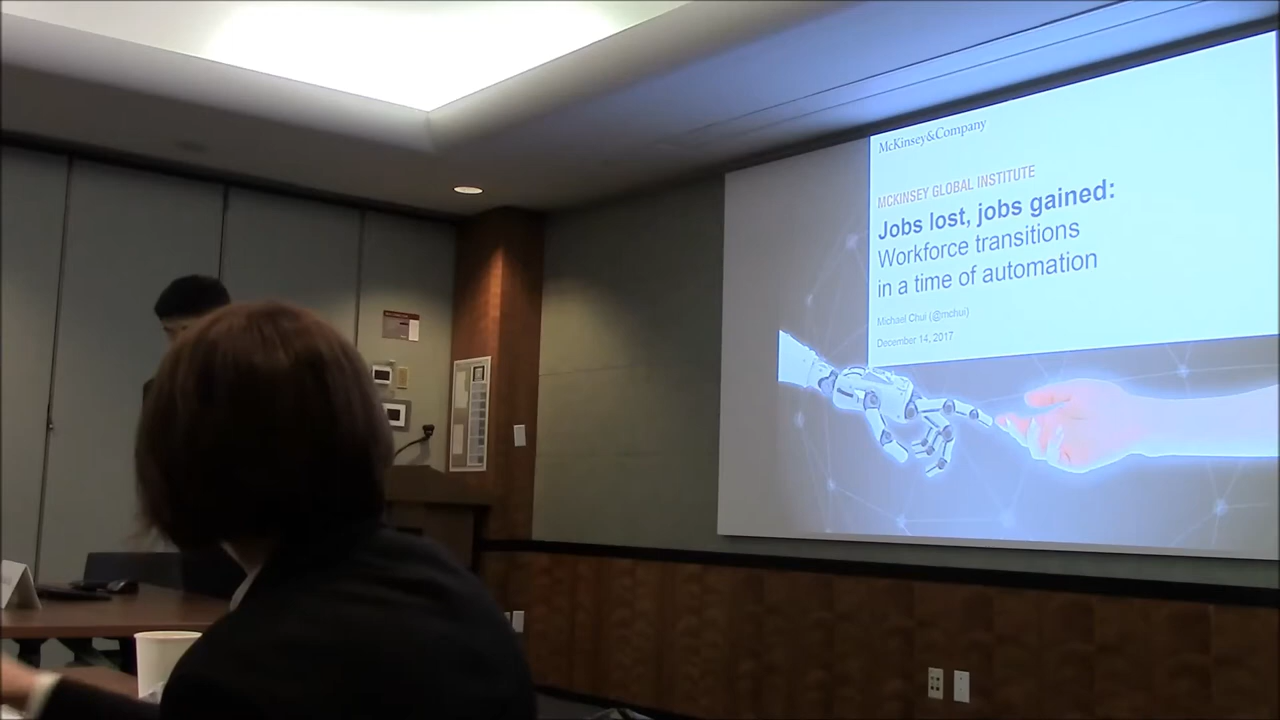 McKinsey&Company
MCKINSEY GLOBAL INSTITUTE
Jobs lost, jobs gained:
Workforce transitions
in a time of automation
Michael Chui (@mchui)
December 14, 2017